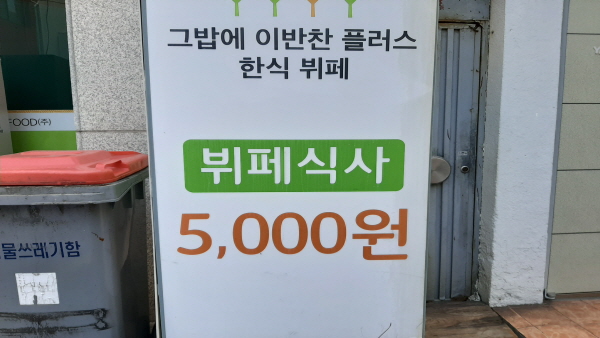 그밥에 이반찬 플러스
한식 뷔페
FOOD(주)
뷔페식사
5,000원
물쓰레기함